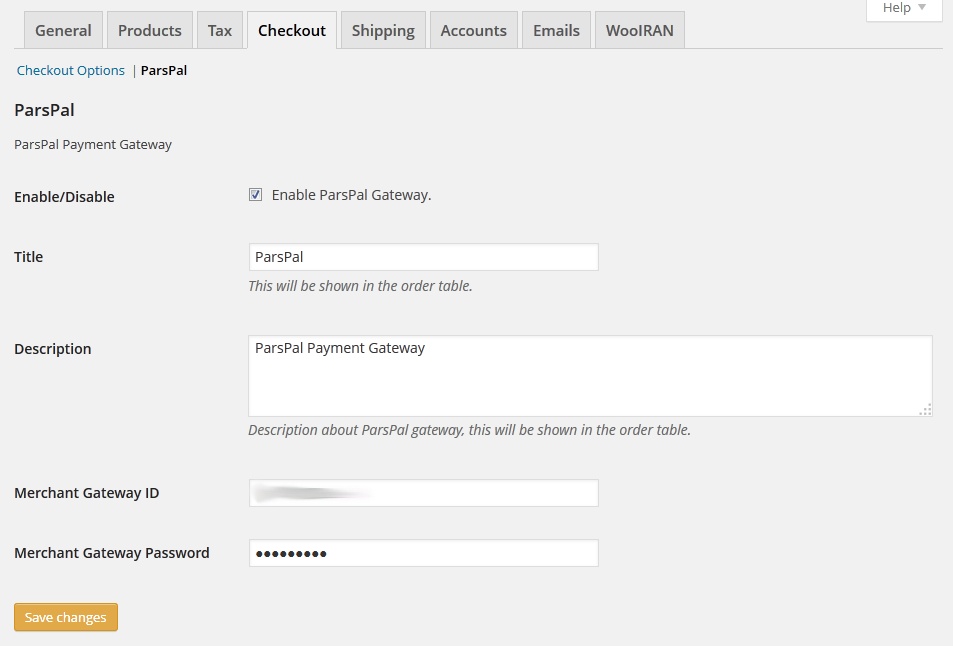 Help
General Products Tax Checkout Shipping Accounts Emails WooIRAN
Checkout Options | ParsPal
ParsPal
ParsPal Payment Gateway
Enable/Disable Enable ParsPal Gateway.
Title ParsPal
This will be shown in the order table.
Description ParsPal Payment Gateway
Description about ParsPal gateway, this will be shown in the order table.
Merchant Gateway ID
Merchant Gateway Password •••••••••
Save changes